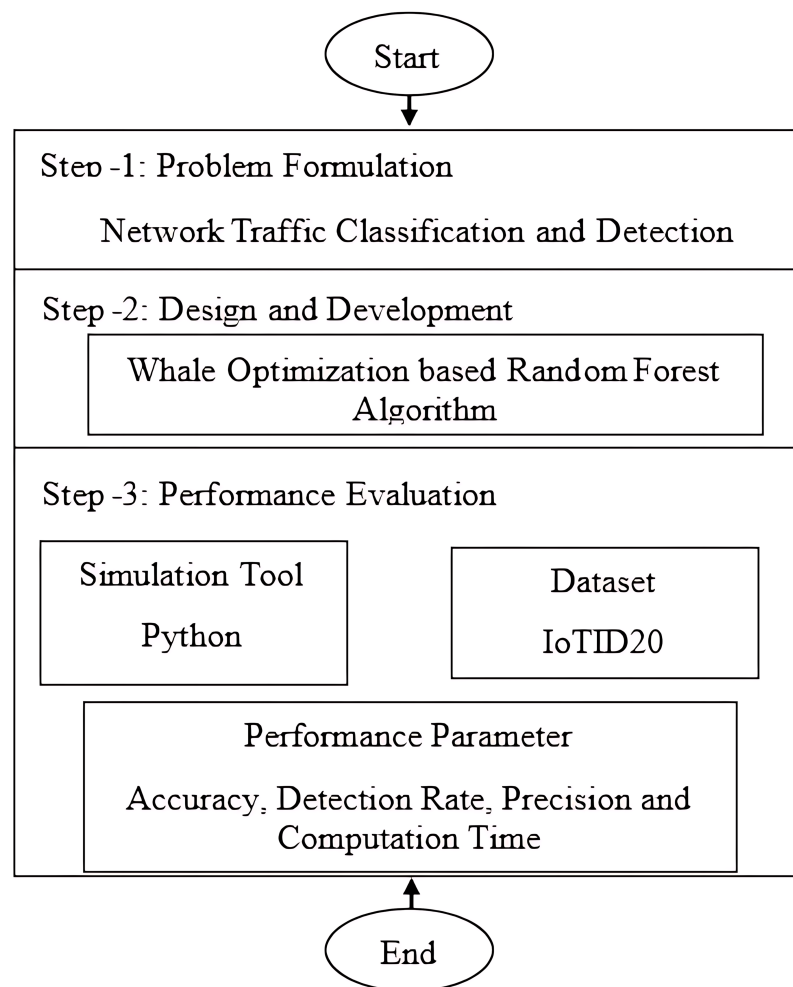 Start
Step -1: Problem Formulation
Network Traffic Classification and Detection
Step -2: Design and Development
Whale Optimization based Random Forest
Algorithm
Step -3: Performance Evaluation
Simulation Tool
Python
Dataset
IoTID20
Performance Parameter
Accuracy, Detection Rate, Precision and
Computation Time
End